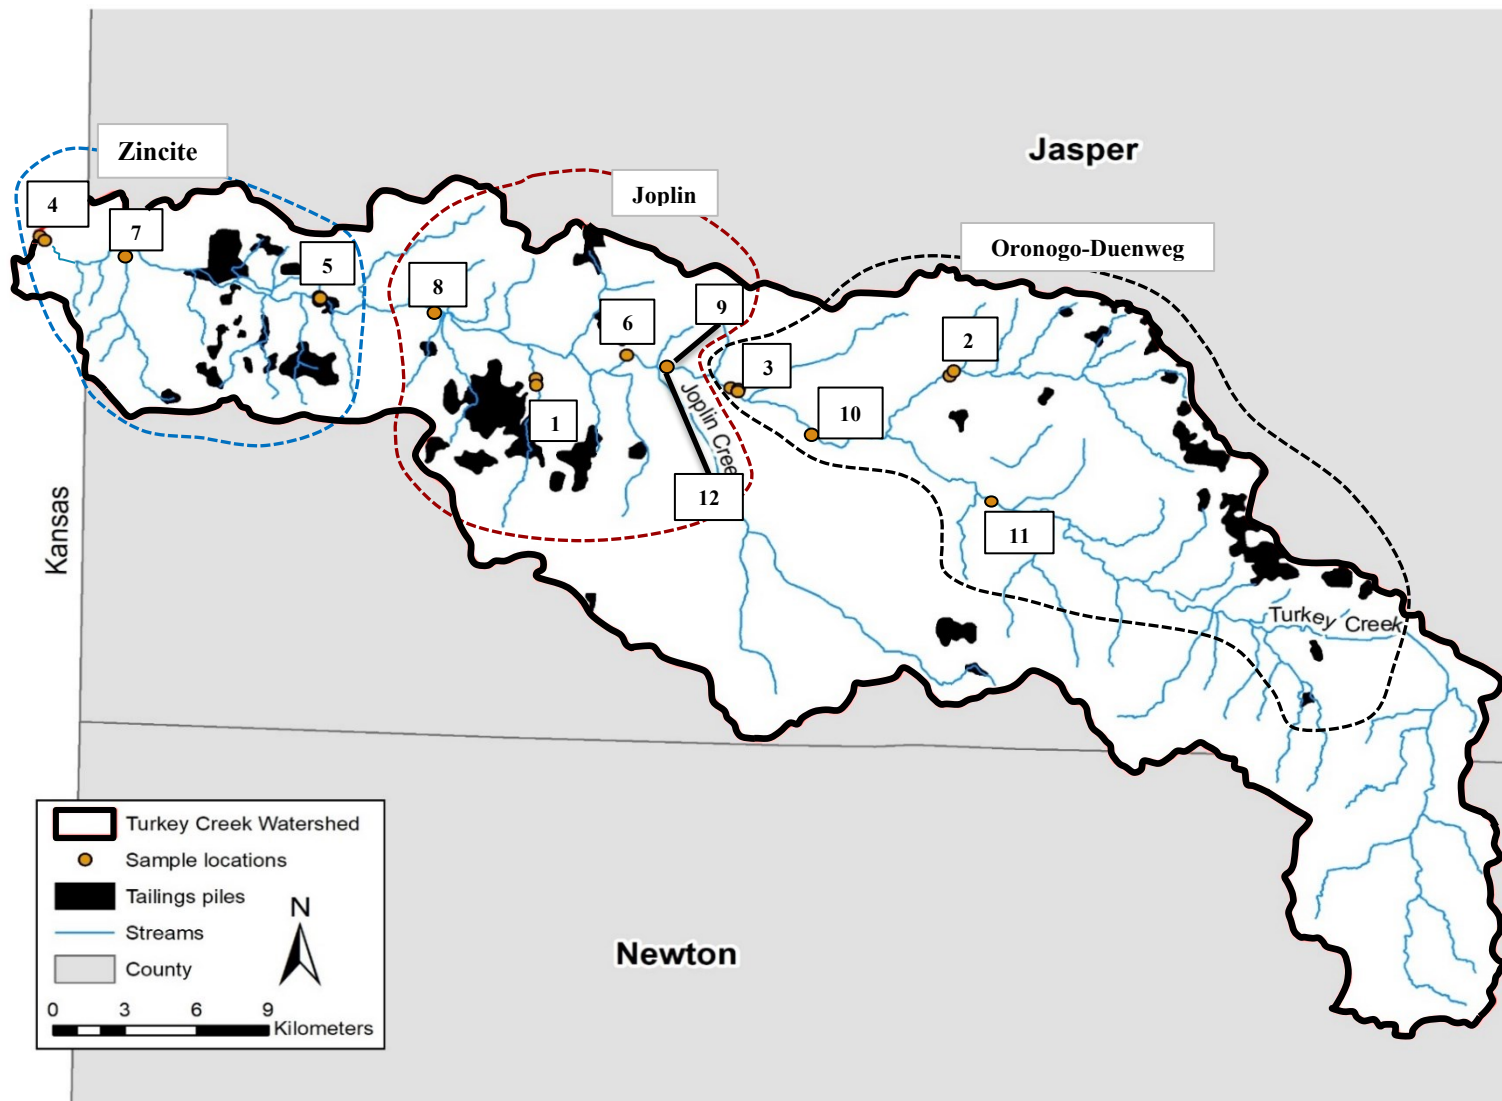 Jasper
Zincite
Joplin
Oronogo-Duenweg
4
7
5
8
6
9
3
2
10
1
12
11
Joplin Cree
Turkey Creek
Kansas
Newton
Turkey Creek Watershed
Sample locations
Tailings piles
Streams
County
N
0 3 6 9
Kilometers